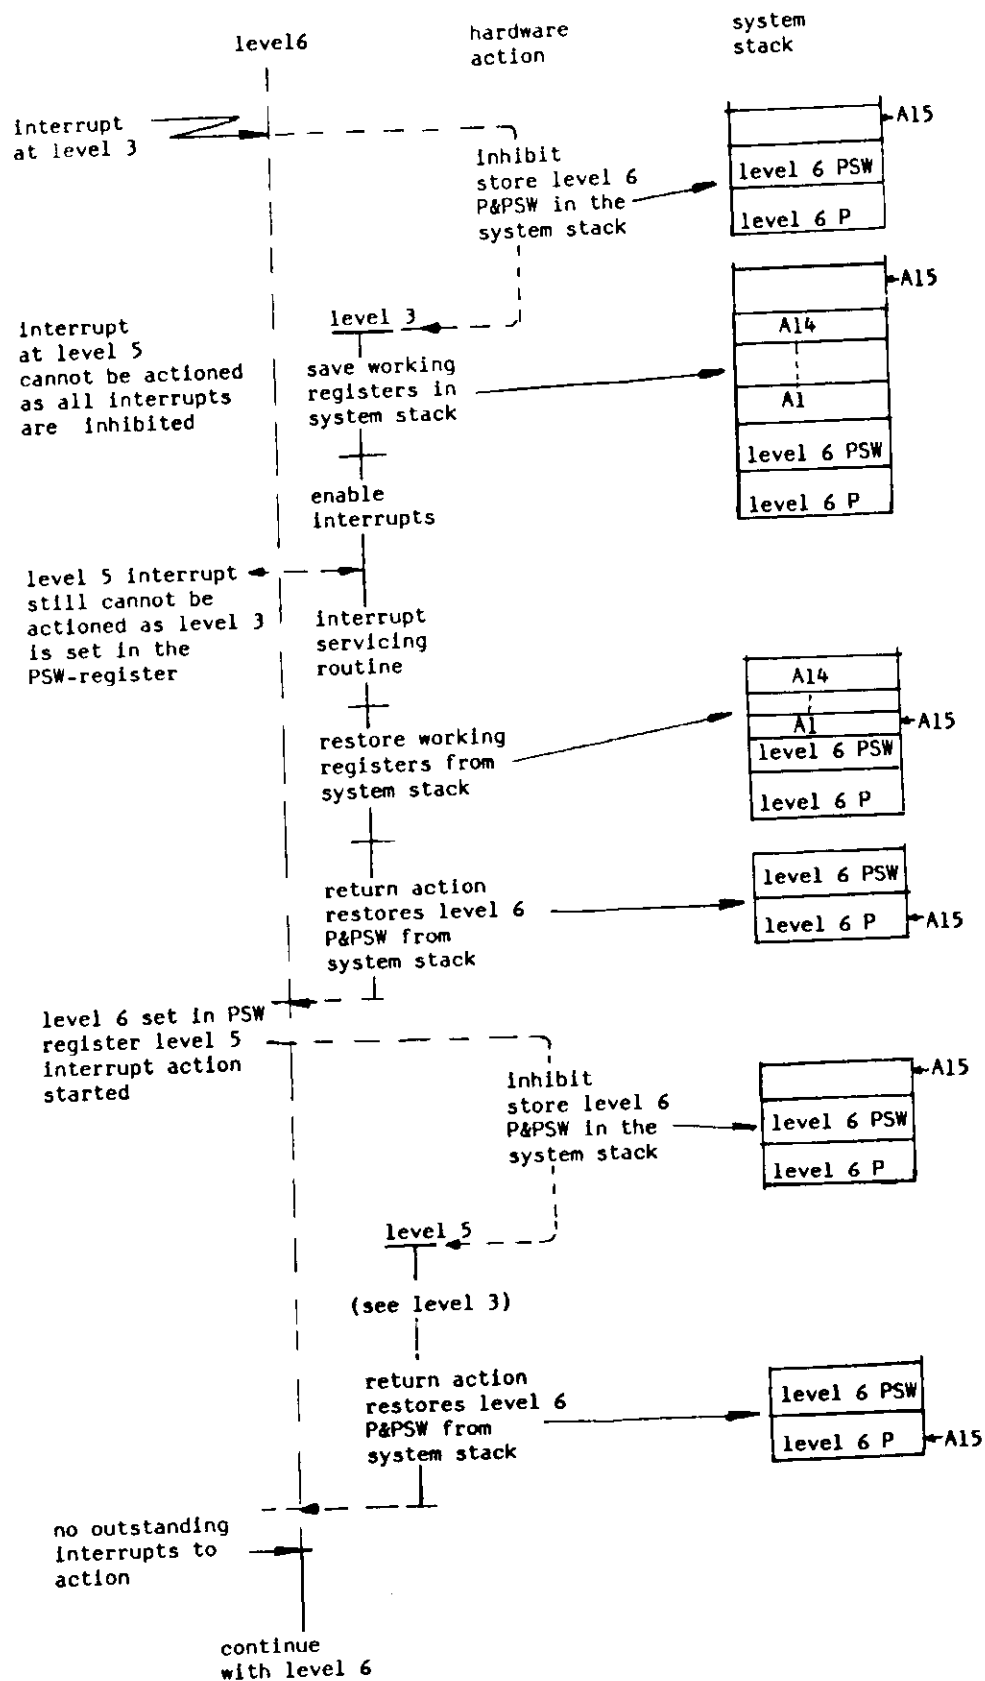 level6
hardware
action
system
stack
interrupt
at level 3
Inhibit
store level 6
P&PSW in the
system stack
A15
level 6 PSW
level 6 P
interrupt
at level 5
cannot be actioned
as all interrupts
are inhibited
level 3
save working
registers in
system stack
A15
A14
A1
level 6 PSW
level 6 P
enable
interrupts
level 5 interrupt
still cannot be
actioned as level 3
is set in the
PSW-register
interrupt
servicing
routine
restore working
registers from
system stack
A14
A1
A15
level 6 PSW
level 6 P
return action
restores level 6
P&PSW from
system stack
level 6 PSW
level 6 P
A15
level 6 set in PSW
register level 5
interrupt action
started
inhibit
store level 6
P&PSW in the
system stack
A15
level 6 PSW
level 6 P
level 5
(see level 3)
return action
restores level 6
P&PSW from
system stack
level 6 PSW
level 6 P
A15
no outstanding
interrupts to
action
continue
with level 6